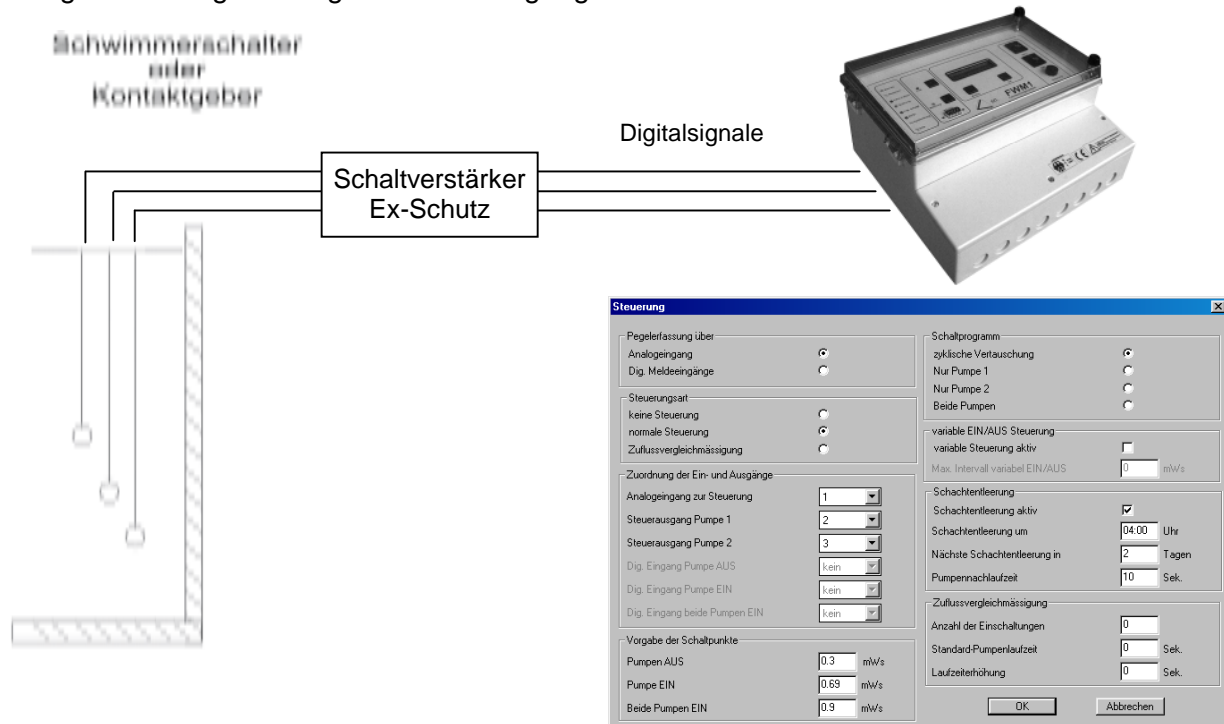 Schwimmerschalter
oder
Kontaktgeber
Digitalsignale
Schaltverstärker
Ex-Schutz
FWM1
Steuerung
Pegelerfassung über
Analogeingang
Dig. Meldeeingänge
Steuerungsart
keine Steuerung
normale Steuerung
Zuflussvergleichmässigung
Zuordnung der Ein- und Ausgänge
Analogeingang zur Steuerung 1
Steuerausgang Pumpe 1 2
Steuerausgang Pumpe 2 3
Dig. Eingang Pumpe AUS kein
Dig. Eingang Pumpe EIN kein
Dig. Eingang beide Pumpen EIN kein
Vorgabe der Schaltpunkte
Pumpen AUS 0.3 mWs
Pumpe EIN 0.69 mWs
Beide Pumpen EIN 0.9 mWs
Schaltprogramm
zyklische Vertauschung
Nur Pumpe 1
Nur Pumpe 2
Beide Pumpen
variable EIN/AUS Steuerung
variable Steuerung aktiv
Max. Intervall variabel EIN/AUS 0 mWs
Schachtentleerung
Schachtentleerung aktiv
Schachtentleerung um 04:00 Uhr
Nächste Schachtentleerung in 2 Tagen
Pumpennachlaufzeit 10 Sek.
Zuflussvergleichmässigung
Anzahl der Einschaltungen 0
Standard-Pumpenlaufzeit 0 Sek.
Laufzeiterhöhung 0 Sek.
OK Abbrechen